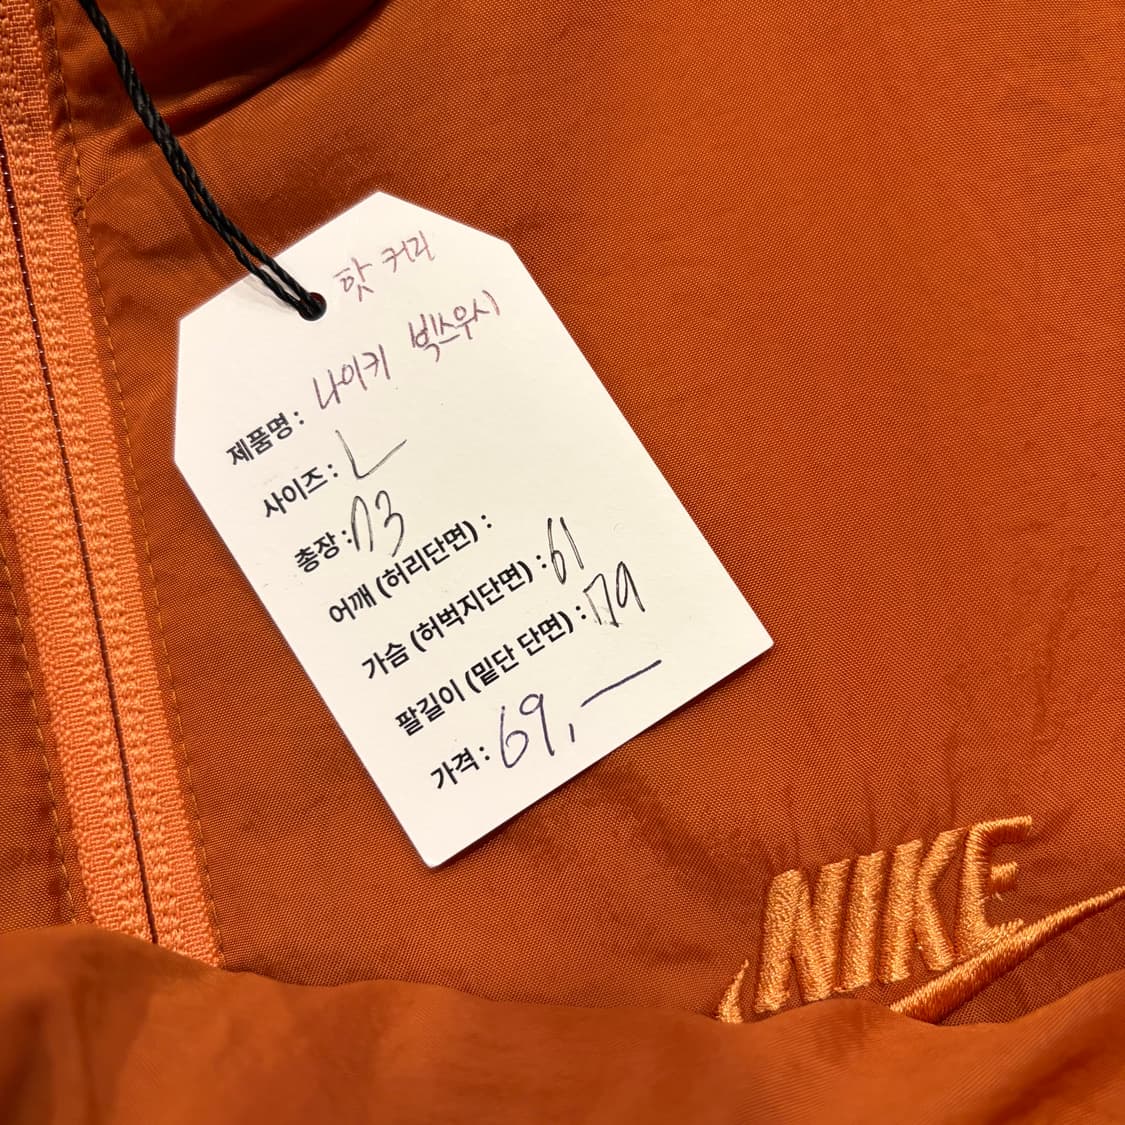 핫 커리
제품명 : 나이키 빅스우시
사이즈 : L
총장 : 73
어깨 (허리단면) :
가슴 (허벅지단면) : 61
팔길이 (밑단 단면) : 79
가격 : 69,—
NIKE